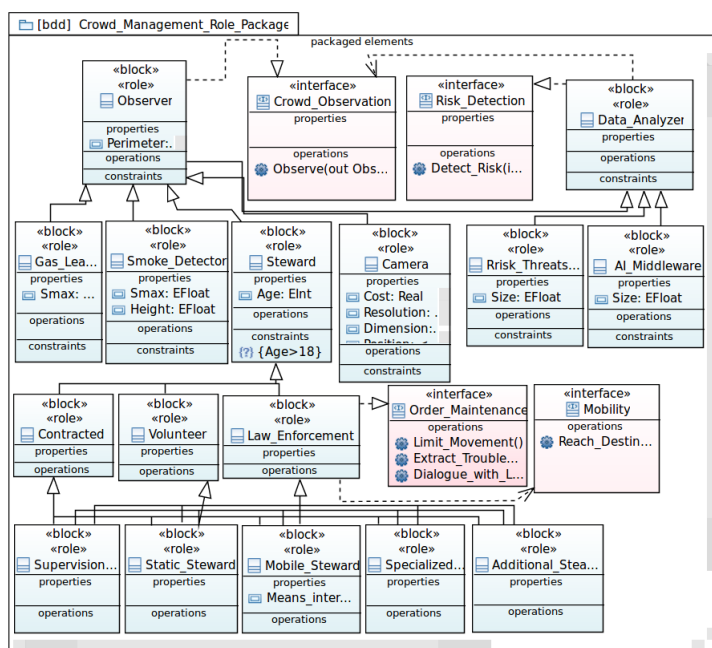 [bdd] Crowd_Management_Role_Package
packaged elements
«block»
«role»
Observer
properties
Perimeter:..
operations
constraints
«interface»
Crowd_Observation
properties
operations
Observe(out Obs...
«interface»
Risk_Detection
properties
operations
Detect_Risk(i...
«block»
«role»
Data_Analyzer
properties
operations
constraints
«block»
«role»
Gas_Lea...
properties
Smax: ...
operations
constraints
«block»
«role»
Smoke_Detector
properties
Smax: EFloat
Height: EFloat
operations
constraints
«block»
«role»
Steward
properties
Age: EInt
operations
constraints
{?} {Age>18}
«block»
«role»
Camera
properties
Cost: Real
Resolution: .
Dimension:.
operations
constraints
«block»
«role»
Rrisk_Threats...
properties
Size: EFloat
operations
constraints
«block»
«role»
AI_Middleware
properties
Size: EFloat
operations
constraints
«block»
«role»
Contracted
properties
operations
«block»
«role»
Volunteer
properties
operations
«block»
«role»
Law_Enforcement
properties
operations
«interface»
Order_Maintenance
operations
Limit_Movement()
Extract_Trouble...
Dialogue_with_L...
«interface»
Mobility
operations
Reach_Destin...
«block»
«role»
Supervision...
properties
operations
«block»
«role»
Static_Steward
properties
operations
«block»
«role»
Mobile_Steward
properties
Means_inter...
operations
«block»
«role»
Specialized...
properties
operations
«block»
«role»
Additional_Stea...
properties
operations